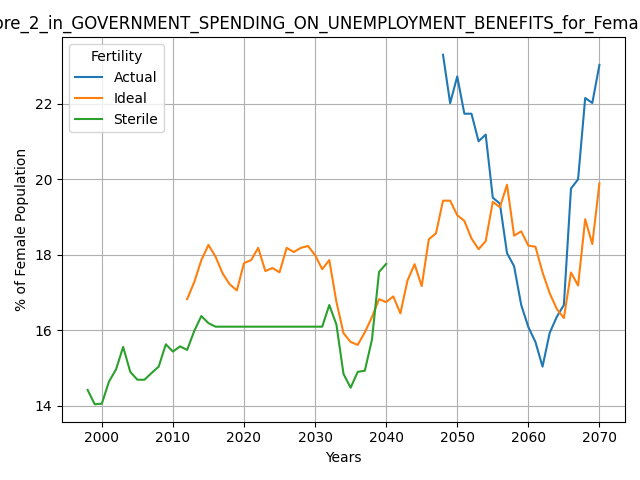 ore_2_in_GOVERNMENT_SPENDING_ON_UNEMPLOYMENT_BENEFITS_for_Fema
Fertility
Actual
Ideal
Sterile
% of Female Population
22
20
18
16
14
2000 2010 2020 2030 2040 2050 2060 2070
Years